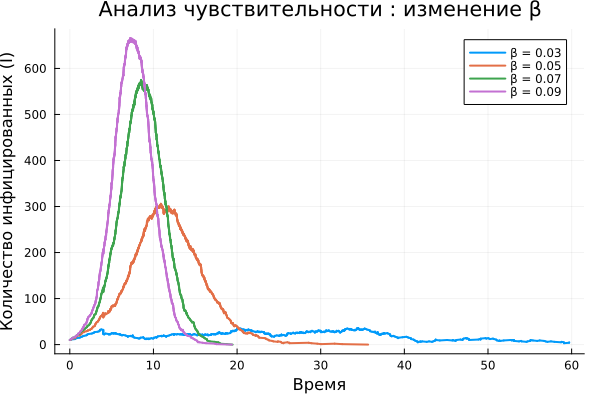 Анализ чувствительности : изменение β
Количество инфицированных (I)
600
500
400
300
200
100
0
β = 0.03
β = 0.05
β = 0.07
β = 0.09
0 10 20 30 40 50 60
Время